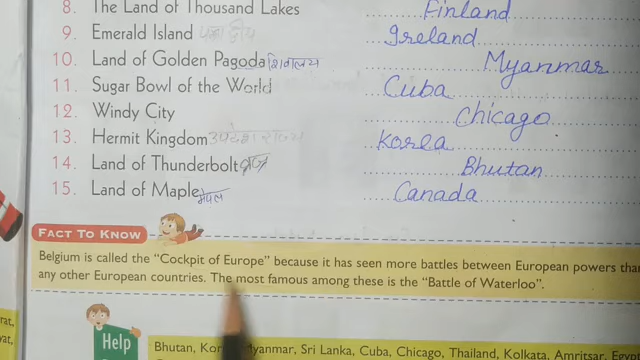 8. The Land of Thousand Lakes Finland
9. Emerald Island Ireland
10. Land of Golden Pagoda शिवालय Myanmar
11. Sugar Bowl of the World Cuba
12. Windy City Chicago
13. Hermit Kingdom राज्य Korea
14. Land of Thunderbolt Bhutan
15. Land of Maple मेपल Canada
FACT TO KNOW
Belgium is called the "Cockpit of Europe" because it has seen more battles between European powers than
any other European countries. The most famous among these is the "Battle of Waterloo".
Help
Bhutan, Myanmar, Sri Lanka, Cuba, Chicago, Thailand, Kolkata, Amritsar, Egypt